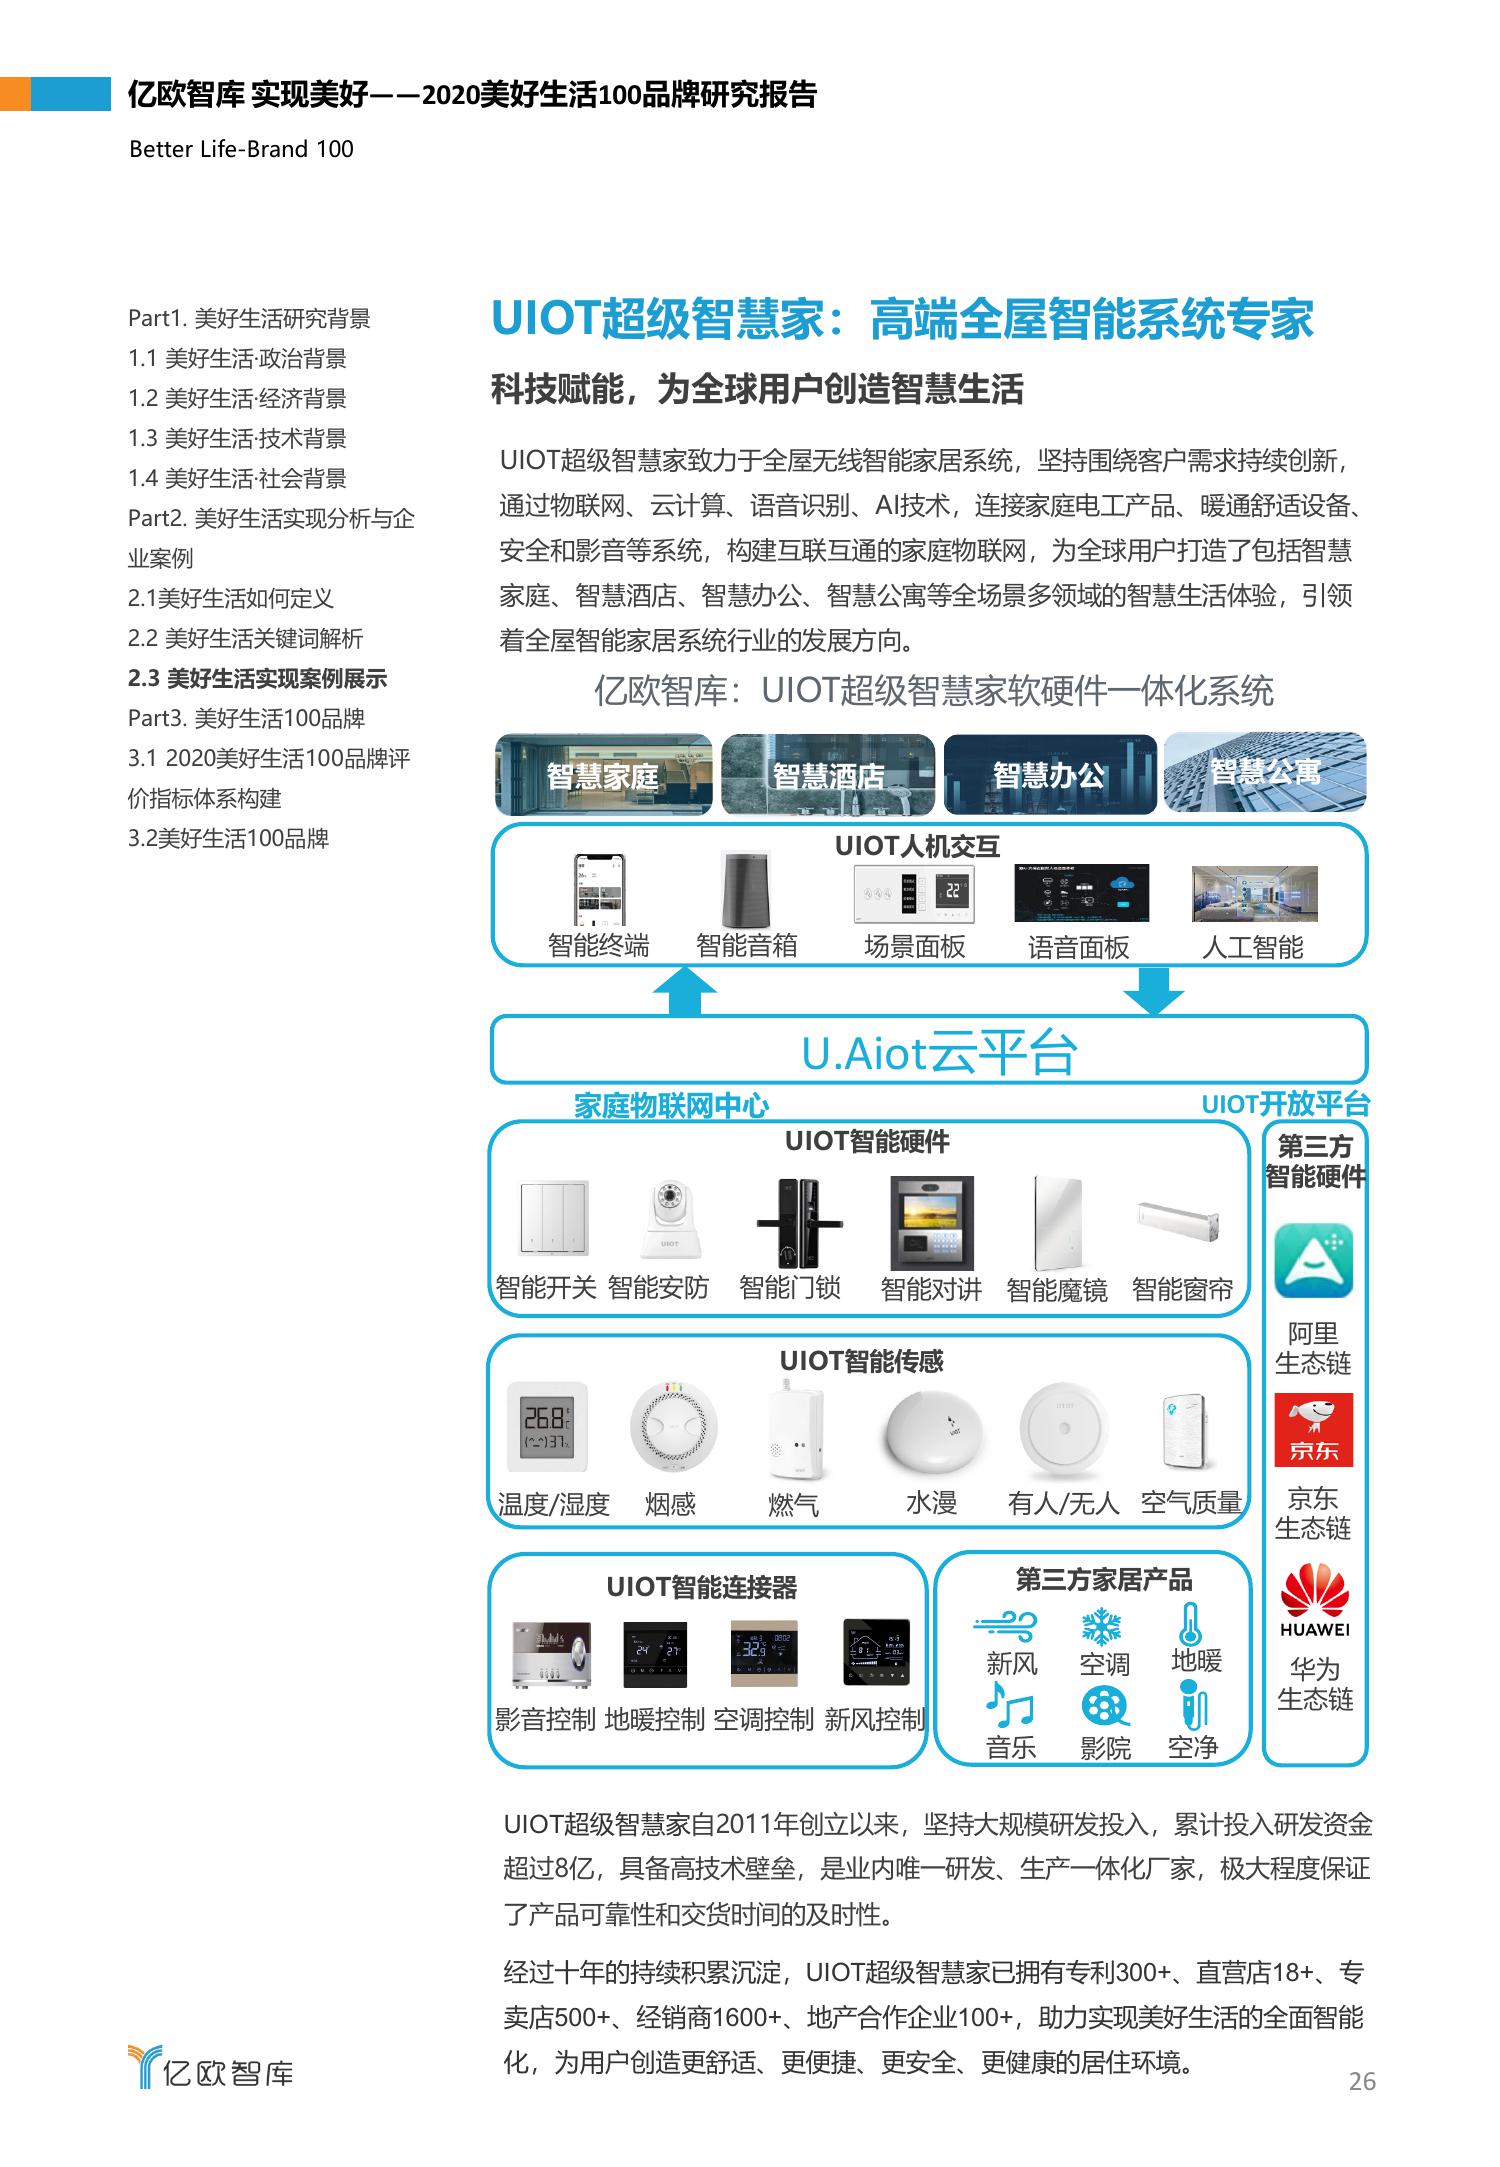 亿欧智库 实现美好——2020美好生活100品牌研究报告
Better Life-Brand 100
Part1. 美好生活研究背景
1.1 美好生活·政治背景
1.2 美好生活·经济背景
1.3 美好生活·技术背景
1.4 美好生活·社会背景
Part2. 美好生活实现分析与企
业案例
2.1美好生活如何定义
2.2 美好生活关键词解析
2.3 美好生活实现案例展示
Part3. 美好生活100品牌
3.1 2020美好生活100品牌评
价指标体系构建
3.2美好生活100品牌
UIOT超级智慧家：高端全屋智能系统专家
科技赋能，为全球用户创造智慧生活
UIOT超级智慧家致力于全屋无线智能家居系统，坚持围绕客户需求持续创新，
通过物联网、云计算、语音识别、AI技术，连接家庭电工产品、暖通舒适设备、
安全和影音等系统，构建互联互通的家庭物联网，为全球用户打造了包括智慧
家庭、智慧酒店、智慧办公、智慧公寓等全场景多领域的智慧生活体验，引领
着全屋智能家居系统行业的发展方向。
亿欧智库：UIOT超级智慧家软硬件一体化系统
智慧家庭 智慧酒店 智慧办公 智慧公寓
UIOT人机交互
22
智能终端 智能音箱 场景面板 语音面板 人工智能
U.Aiot云平台
家庭物联网中心 UIOT开放平台
UIOT智能硬件
UIOT
智能开关 智能安防 智能门锁 智能对讲 智能魔镜 智能窗帘
UIOT智能传感
26.8
37
UIOT
温度/湿度 烟感 燃气 水漫 有人/无人 空气质量
UIOT智能连接器
24 27 32.9
影音控制 地暖控制 空调控制 新风控制
第三方家居产品
新风 空调 地暖
音乐 影院 空净
第三方
智能硬件
阿里
生态链
京东
京东
生态链
HUAWEI
华为
生态链
UIOT超级智慧家自2011年创立以来，坚持大规模研发投入，累计投入研发资金
超过8亿，具备高技术壁垒，是业内唯一研发、生产一体化厂家，极大程度保证
了产品可靠性和交货时间的及时性。
经过十年的持续积累沉淀，UIOT超级智慧家已拥有专利300+、直营店18+、专
卖店500+、经销商1600+、地产合作企业100+，助力实现美好生活的全面智能
化，为用户创造更舒适、更便捷、更安全、更健康的居住环境。
亿欧智库
26